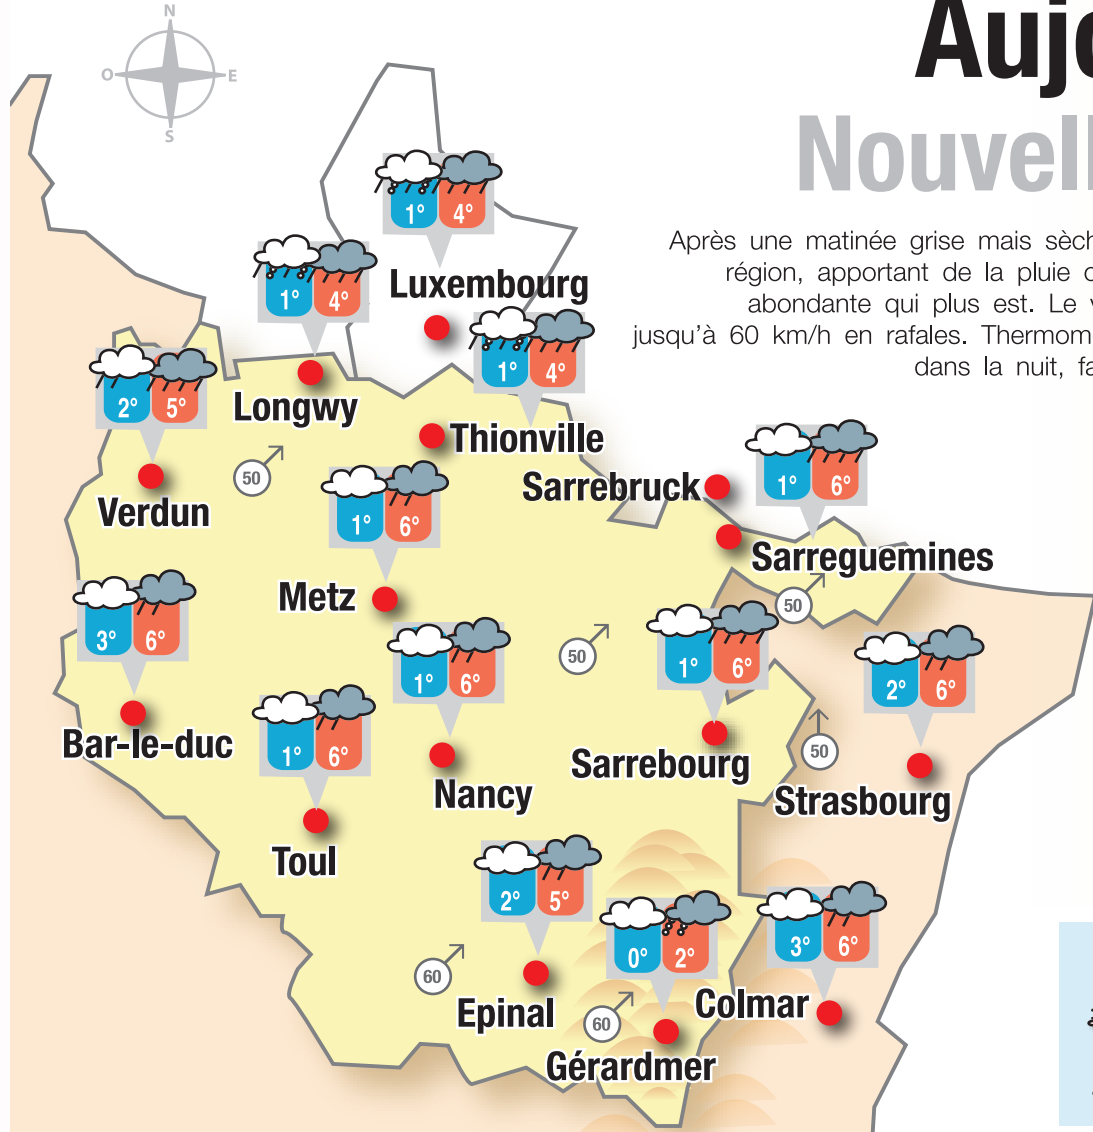 N
O
E
S
Aujo
Nouvell
Après une matinée grise mais sèch
région, apportant de la pluie
abondante qui plus est. Le
jusqu'à 60 km/h en rafales. Thermom
dans la nuit, fa
1° 4°
Luxembourg
1° 4°
Longwy
1° 4°
Thionville
2° 5°
Verdun
50
1° 6°
Sarrebruck
Sarreguemines
1° 6°
Metz
50
3° 6°
Bar-le-duc
1° 6°
Nancy
50
1° 6°
Sarrebourg
2° 6°
Strasbourg
50
1° 6°
Toul
2° 5°
Epinal
60
0° 2°
Gérardmer
60
3° 6°
Colmar